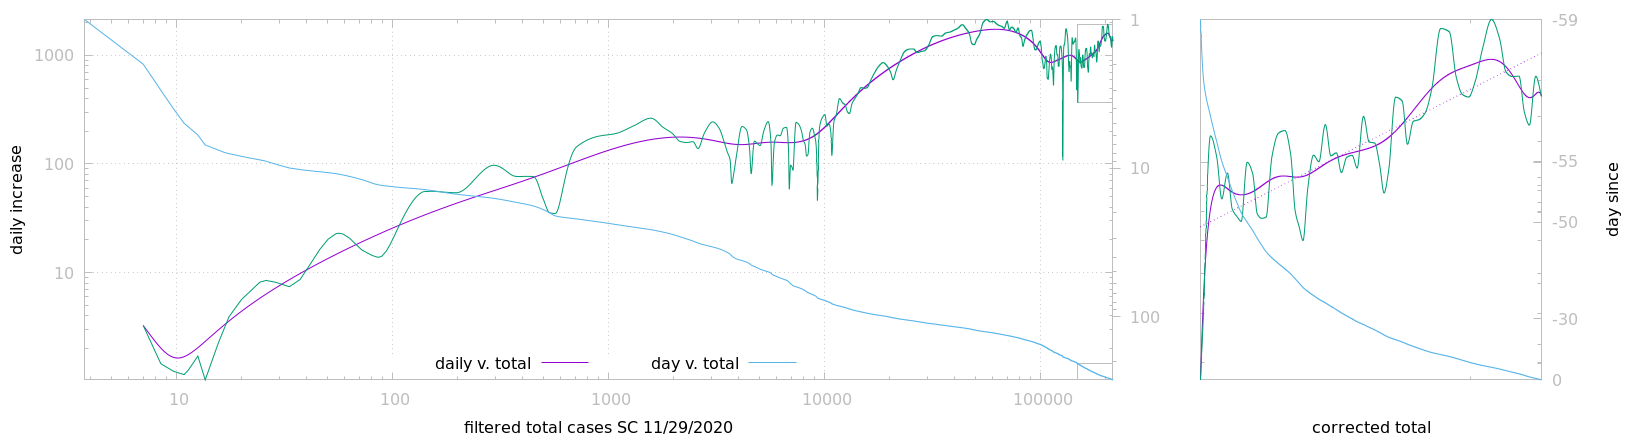 1000
100
10
daily increase
10
100
1000
10000
100000
filtered total cases SC 11/29/2020
daily v. total
day v. total
1
10
100
-59
-55
-50
-30
0
day since
corrected total